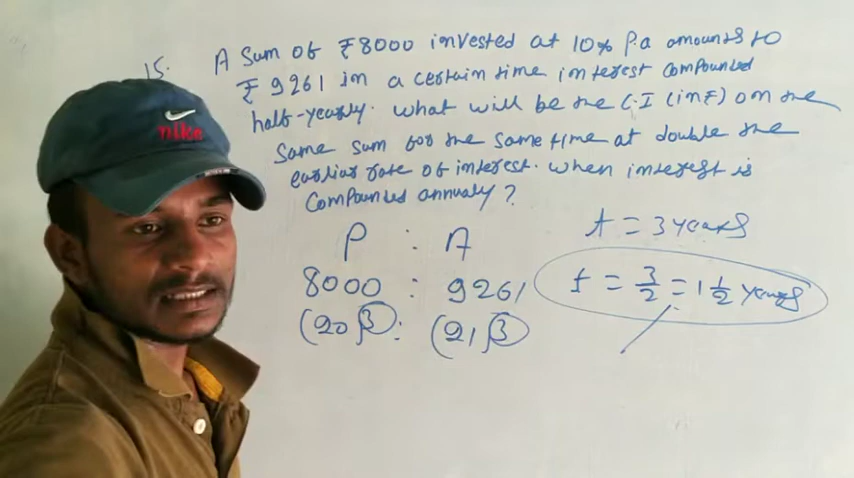 15. A Sum of ₹8000 invested at 10% P.a amounts to
₹ 9261 in a certain time interest compounded
half-yearly. what will be the C.I (in ₹) on the
Same sum for the same time at double the
earlier rate of interest. when interest is
Compounded annualy?
P : A
8000 : 9261
(20)3 : (21)3
t = 3 years
t = 3/2 = 1 1/2 years
nike